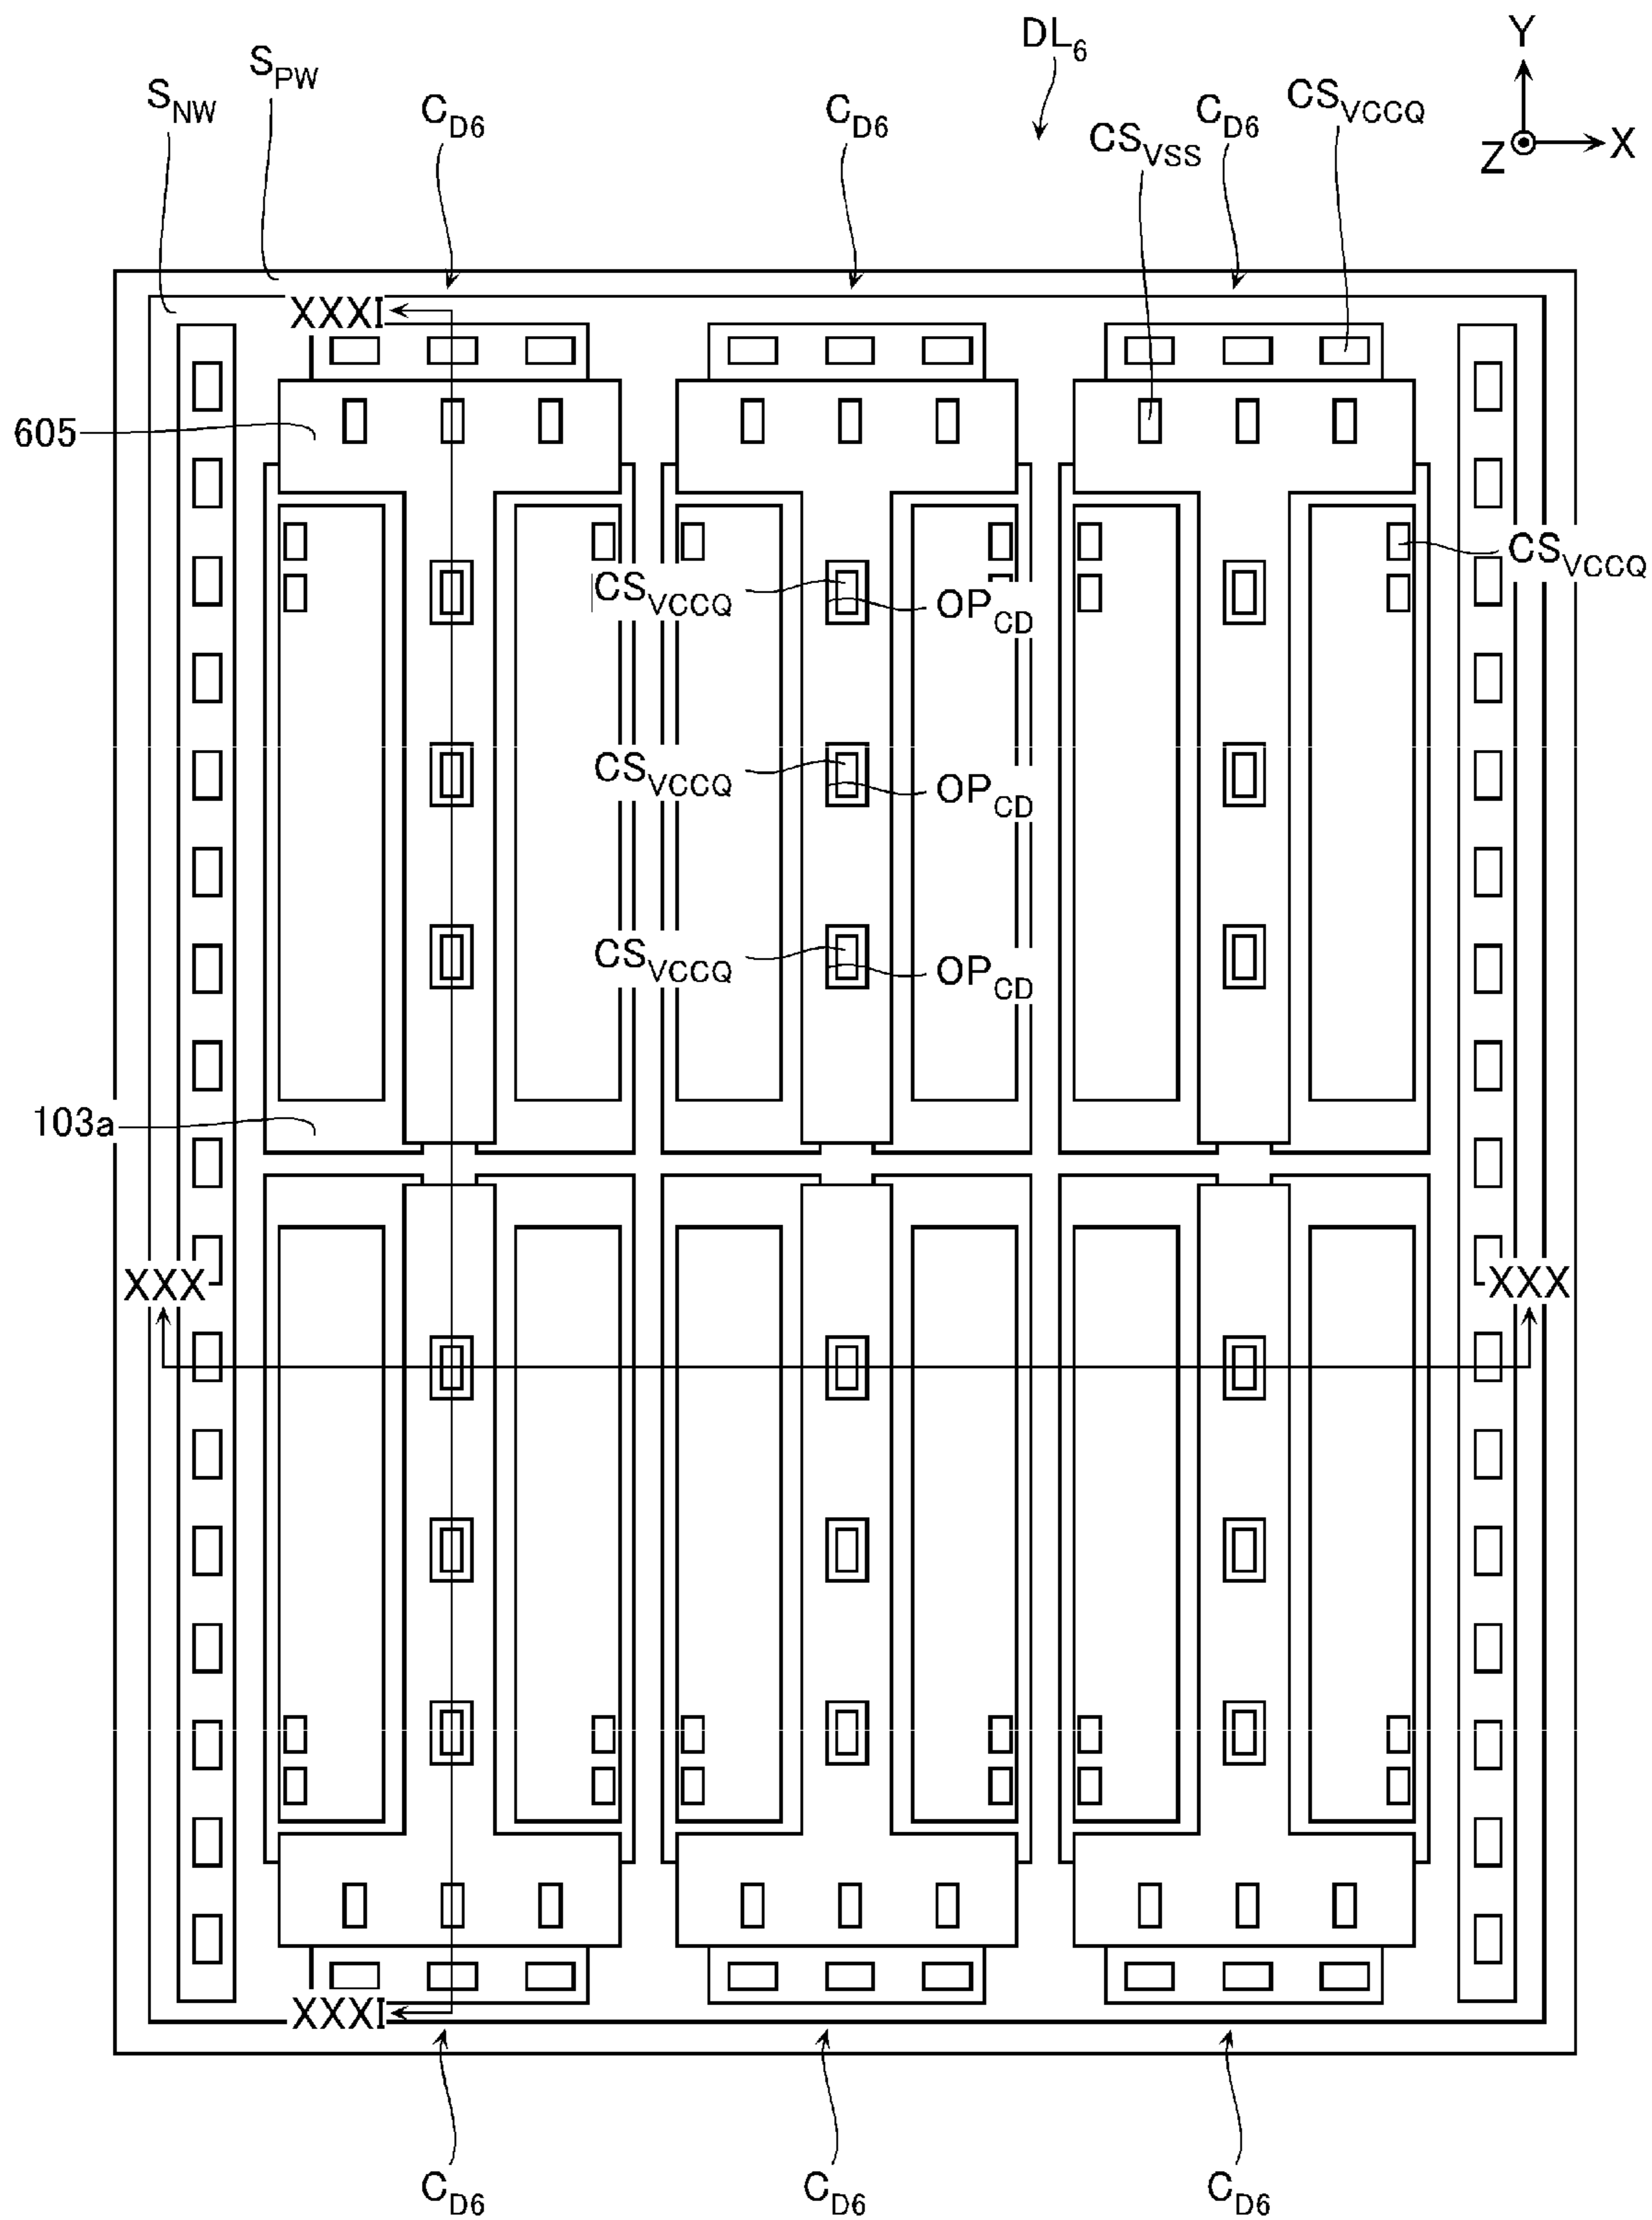 DL6
Y
SPW
SNW
CD6
CD6
CSVSS
CD6
CSVCCQ
Z
X
XXXI
605
CSVCCQ
CSVCCQ
OPCD
CSVCCQ
OPCD
CSVCCQ
OPCD
103a
XXX
XXX
XXXI
CD6
CD6
CD6